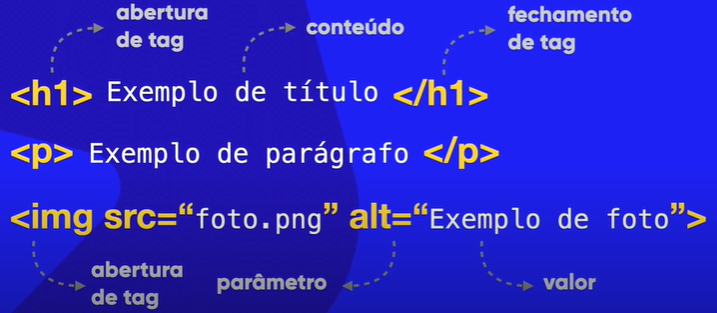 abertura
de tag
conteúdo
fechamento
de tag
<h1> Exemplo de título </h1>
<p> Exemplo de parágrafo </p>
<img src=“foto.png” alt=“Exemplo de foto”>
abertura
de tag
parâmetro
valor